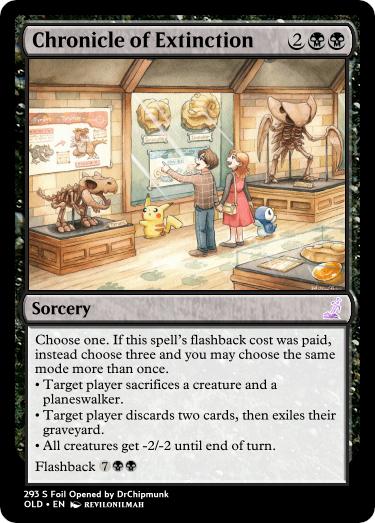 Chronicle of Extinction 2
Sorcery
Choose one. If this spell's flashback cost was paid,
instead choose three and you may choose the same
mode more than once.
• Target player sacrifices a creature and a
planeswalker.
• Target player discards two cards, then exiles their
graveyard.
• All creatures get -2/-2 until end of turn.
Flashback 7
293 S Foil Opened by DrChipmunk
OLD • EN REVILONILMAH